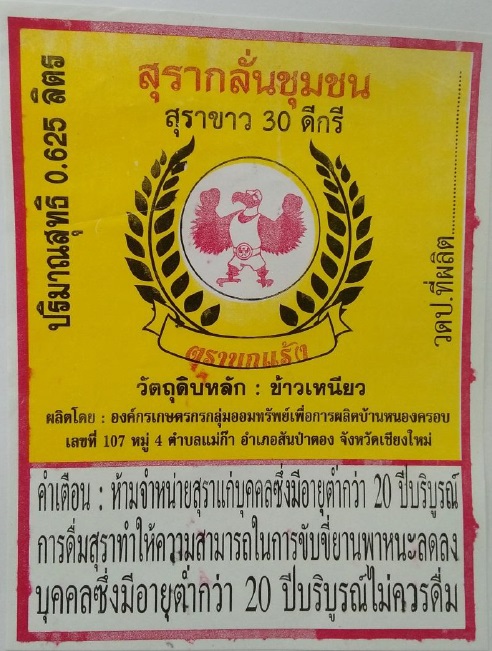 สุรากลั่นชุมชน
สุราขาว 30 ดีกรี
ปริมาณสุทธิ 0.625 ลิตร
วดป.ที่ผลิต
ตรานกแร้ง
วัตถุดิบหลัก : ข้าวเหนียว
ผลิตโดย : องค์กรเกษตรกรกลุ่มออมทรัพย์เพื่อการผลิตบ้านหนองครอบ
เลขที่ 107 หมู่ 4 ตำบลแม่ก๊า อำเภอสันป่าตอง จังหวัดเชียงใหม่
คำเตือน : ห้ามจำหน่ายสุราแก่บุคคลซึ่งมีอายุต่ำกว่า 20 ปีบริบูรณ์
การดื่มสุราทำให้ความสามารถในการขับขี่ยานพาหนะลดลง
บุคคลซึ่งมีอายุต่ำกว่า 20 ปีบริบูรณ์ไม่ควรดื่ม